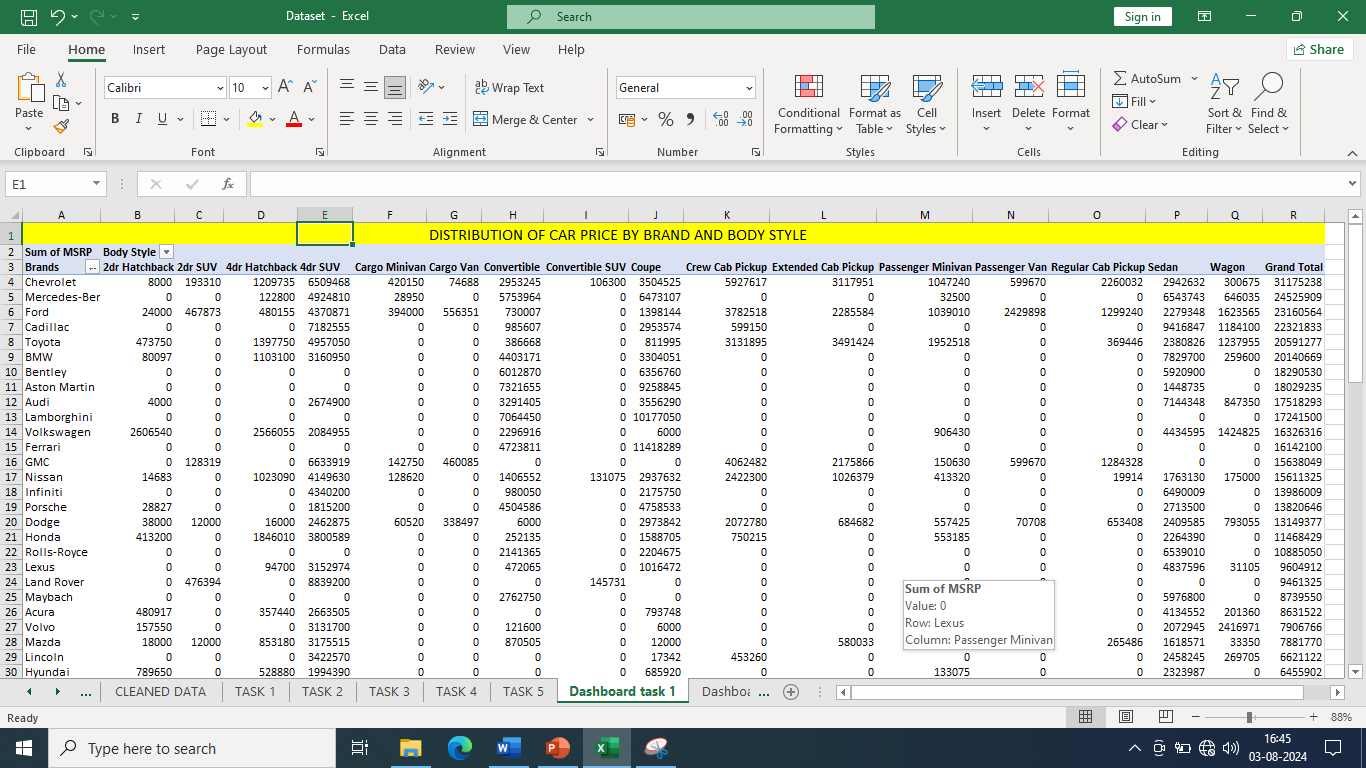 Dataset - Excel
Search
Sign in
File Home Insert Page Layout Formulas Data Review View Help
Share
Paste
Calibri 10
B I U
Wrap Text
Merge & Center
General
Conditional Formatting
Format as Table
Cell Styles
Insert Delete Format
AutoSum
Fill
Clear
Sort & Filter
Find & Select
Clipboard Font Alignment Number Styles Cells Editing
E1
fx
A B C D E F G H I J K L M N O P Q R
1 DISTRIBUTION OF CAR PRICE BY BRAND AND BODY STYLE
2 Sum of MSRP Body Style
3 Brands 2dr Hatchback 2dr SUV 4dr Hatchback 4dr SUV Cargo Minivan Cargo Van Convertible Convertible SUV Coupe Crew Cab Pickup Extended Cab Pickup Passenger Minivan Passenger Van Regular Cab Pickup Sedan Wagon Grand Total
4 Chevrolet 8000 193310 1209735 6509468 420150 74688 2953245 106300 3504525 5927617 3117951 1047240 599670 2260032 2942632 300675 31175238
5 Mercedes-Ber 0 0 122800 4924810 28950 0 5753964 0 6473107 0 0 32500 0 0 6543743 646035 24525909
6 Ford 24000 467873 480155 4370871 394000 556351 730007 0 1398144 3782518 2285584 1039010 2429898 1299240 2279348 1623565 23160564
7 Cadillac 0 0 0 7182555 0 0 985607 0 2953574 599150 0 0 0 0 9416847 1184100 22321833
8 Toyota 473750 0 1397750 4957050 0 0 386668 0 811995 3131895 3491424 1952518 0 369446 2380826 1237955 20591277
9 BMW 80097 0 1103100 3160950 0 0 4403171 0 3304051 0 0 0 0 0 7829700 259600 20140669
10 Bentley 0 0 0 0 0 0 6012870 0 6356760 0 0 0 0 0 5920900 0 18290530
11 Aston Martin 0 0 0 0 0 0 7321655 0 9258845 0 0 0 0 0 1448735 0 18029235
12 Audi 4000 0 0 2674900 0 0 3291405 0 3556290 0 0 0 0 0 7144348 847350 17518293
13 Lamborghini 0 0 0 0 0 0 7064450 0 10177050 0 0 0 0 0 0 0 17241500
14 Volkswagen 2606540 0 2566055 2084955 0 0 2296916 0 6000 0 0 906430 0 0 4434595 1424825 16326316
15 Ferrari 0 0 0 0 0 0 4723811 0 11418289 0 0 0 0 0 0 0 16142100
16 GMC 0 128319 0 6633919 142750 460085 0 0 0 4062482 2175866 150630 599670 1284328 0 0 15638049
17 Nissan 14683 0 1023090 4149630 128620 0 1406552 131075 2937632 2422300 1026379 413320 0 19914 1763130 175000 15611325
18 Infiniti 0 0 0 4340200 0 0 980050 0 2175750 0 0 0 0 0 6490009 0 13986009
19 Porsche 28827 0 0 1815200 0 0 4504586 0 4758533 0 0 0 0 0 2713500 0 13820646
20 Dodge 38000 12000 16000 2462875 60520 338497 6000 0 2973842 2072780 684682 557425 70708 653408 2409585 793055 13149377
21 Honda 413200 0 1846010 3800589 0 0 252135 0 1588705 750215 0 553185 0 0 2264390 0 11468429
22 Rolls-Royce 0 0 0 0 0 0 2141365 0 2204675 0 0 0 0 0 6539010 0 10885050
23 Lexus 0 0 94700 3152974 0 0 472065 0 1016472 0 0 0 0 0 4837596 31105 9604912
24 Land Rover 0 476394 0 8839200 0 0 0 145731 0 0 0 0 0 0 0 9461325
25 Maybach 0 0 0 0 0 0 2762750 0 0 0 0 0 5976800 0 8739550
26 Acura 480917 0 357440 2663505 0 0 0 0 793748 0 0 0 4134552 201360 8631522
27 Volvo 157550 0 0 3131700 0 0 121600 0 6000 0 0 0 2072945 2416971 7906766
28 Mazda 18000 12000 853180 3175515 0 0 870505 0 12000 0 580033 265486 1618571 33350 7881770
29 Lincoln 0 0 0 3422570 0 0 0 0 17342 453260 0 0 0 0 2458245 269705 6621122
30 Hyundai 789650 0 528880 1994390 0 0 0 0 685920 0 0 133075 0 0 2323987 0 6455902
Sum of MSRP
Value: 0
Row: Lexus
Column: Passenger Minivan
... CLEANED DATA TASK 1 TASK 2 TASK 3 TASK 4 TASK 5 Dashboard task 1 Dashboa ...
Ready
88%
Type here to search
16:45
03-08-2024